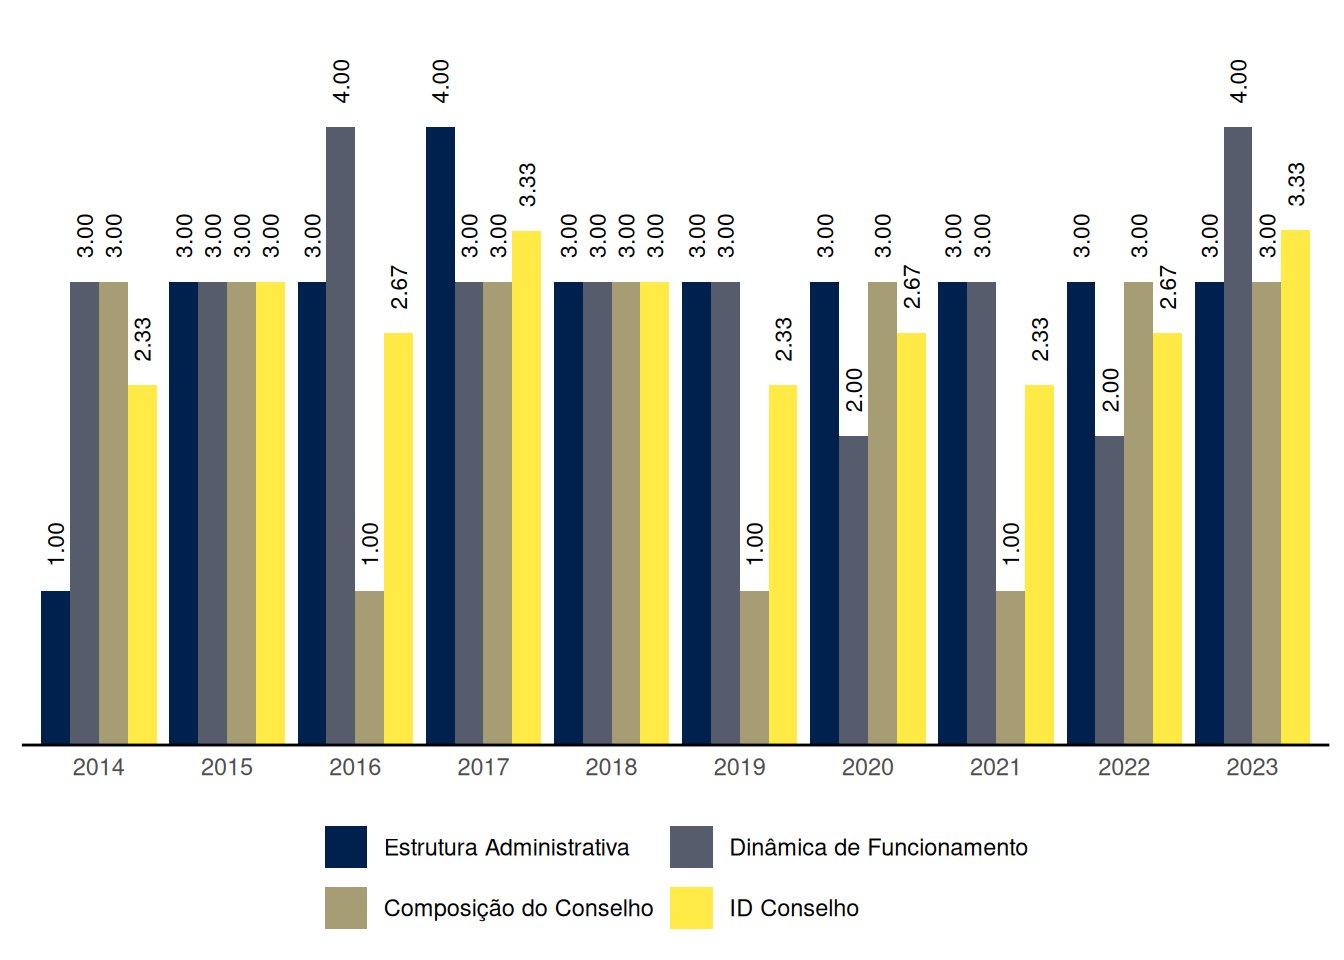 4.00 4.00 4.00
3.33 3.33
3.00 3.00 3.00 3.00 3.00 3.00 3.00 3.00 3.00 3.00 3.00 3.00 3.00 3.00 3.00 3.00 3.00 3.00 3.00 3.00 3.00 3.00 3.00
2.67 2.67 2.67
2.33 2.33 2.33
2.00 2.00
1.00 1.00 1.00 1.00
2014 2015 2016 2017 2018 2019 2020 2021 2022 2023
Estrutura Administrativa Dinâmica de Funcionamento
Composição do Conselho ID Conselho